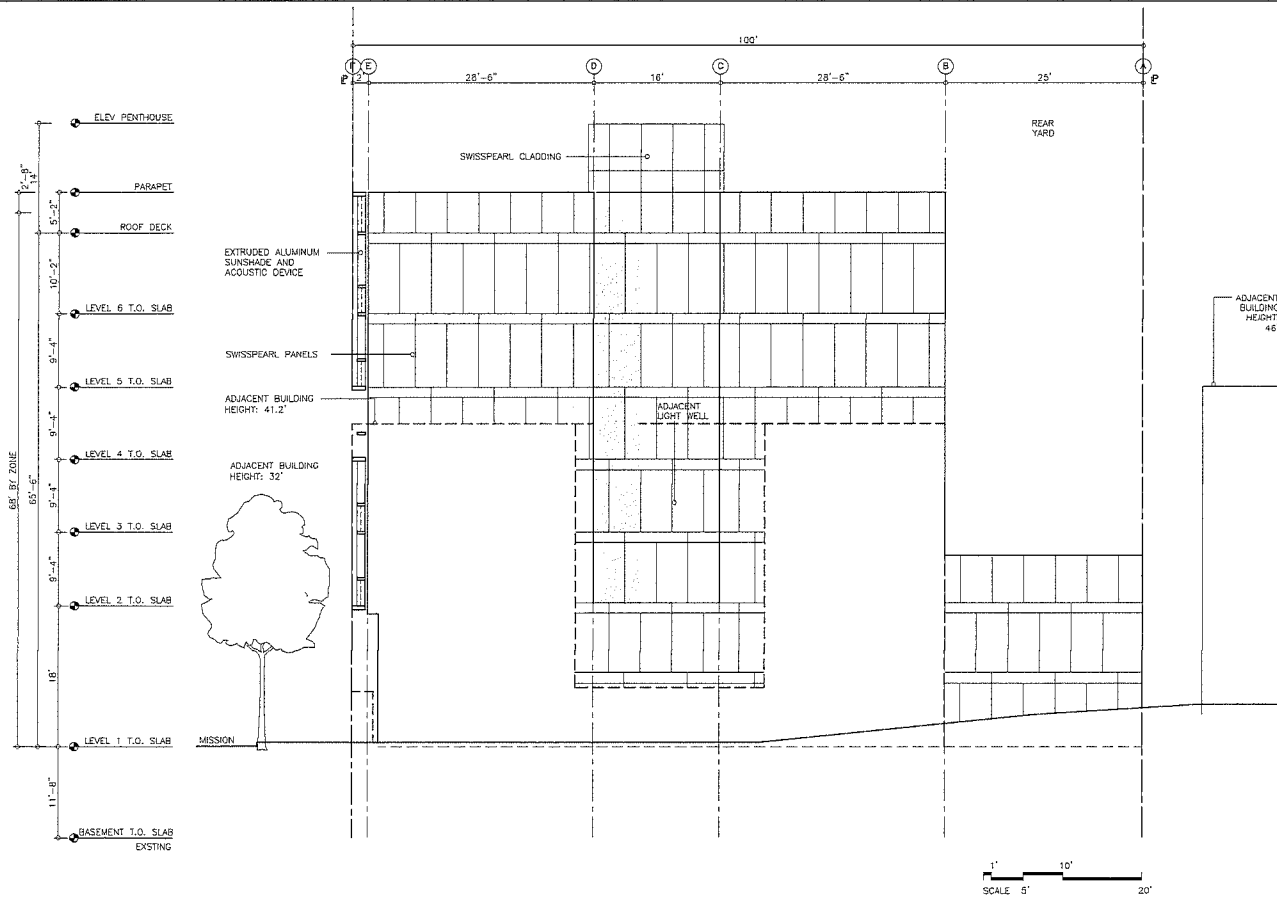 100'
F E D C B A
P 2' 28'-6" 16' 28'-6" 25' P
ELEV PENTHOUSE
REAR
YARD
SWISSPEARL CLADDING
2'-8"
14'
PARAPET
5'-2"
ROOF DECK
EXTRUDED ALUMINUM
SUNSHADE AND
ACOUSTIC DEVICE
10'-2"
LEVEL 6 T.O. SLAB
ADJACENT
BUILDING
HEIGHT
46
9'-4"
SWISSPEARL PANELS
LEVEL 5 T.O. SLAB
ADJACENT BUILDING
HEIGHT: 41.2'
ADJACENT
LIGHT WELL
9'-4"
LEVEL 4 T.O. SLAB
ADJACENT BUILDING
HEIGHT: 32'
68' BY ZONE
65'-6"
9'-4"
LEVEL 3 T.O. SLAB
9'-4"
LEVEL 2 T.O. SLAB
18'
LEVEL 1 T.O. SLAB
MISSION
11'-8"
BASEMENT T.O. SLAB
EXSTING
1' 10'
SCALE 5' 20'